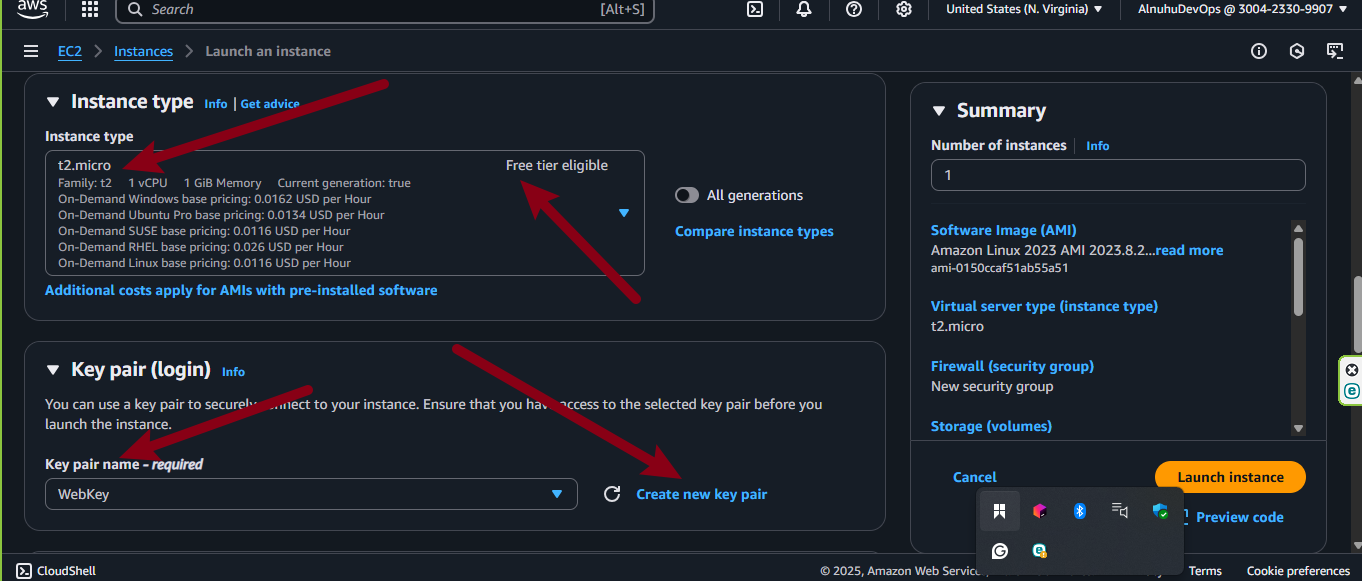 aws
Search
[Alt+S]
United States (N. Virginia)
AlnuhuDevOps @ 3004-2330-9907
EC2
Instances
Launch an instance
Instance type
Info
Get advice
Instance type
t2.micro
Free tier eligible
Family: t2 1 vCPU 1 GiB Memory Current generation: true
On-Demand Windows base pricing: 0.0162 USD per Hour
On-Demand Ubuntu Pro base pricing: 0.0134 USD per Hour
On-Demand SUSE base pricing: 0.0116 USD per Hour
On-Demand RHEL base pricing: 0.026 USD per Hour
On-Demand Linux base pricing: 0.0116 USD per Hour
All generations
Compare instance types
Additional costs apply for AMIs with pre-installed software
Key pair (login)
Info
You can use a key pair to securely connect to your instance. Ensure that you have access to the selected key pair before you
launch the instance.
Key pair name - required
WebKey
Create new key pair
Summary
Number of instances
Info
1
Software Image (AMI)
Amazon Linux 2023 AMI 2023.8.2...read more
ami-0150ccaf51ab55a51
Virtual server type (instance type)
t2.micro
Firewall (security group)
New security group
Storage (volumes)
Cancel
Launch instance
Preview code
CloudShell
© 2025, Amazon Web
Terms
Cookie preferences